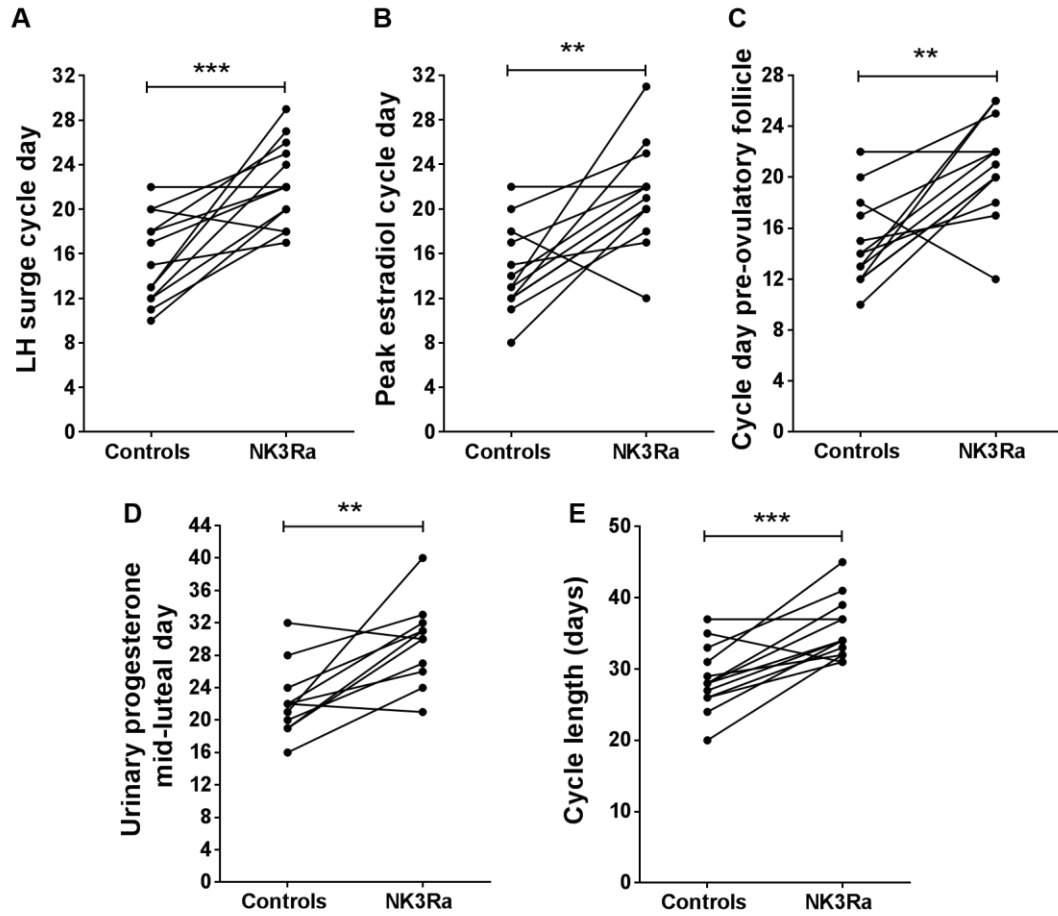 A
LH surge cycle day
***
32
28
24
20
16
12
8
4
0
Controls
NK3Ra
B
Peak estradiol cycle day
**
32
28
24
20
16
12
8
4
0
Controls
NK3Ra
C
Cycle day pre-ovulatory follicle
**
28
24
20
16
12
8
4
0
Controls
NK3Ra
D
Urinary progesterone
mid-luteal day
**
44
40
36
32
28
24
20
16
12
8
4
0
Controls
NK3Ra
E
Cycle length (days)
***
50
40
30
20
10
0
Controls
NK3Ra